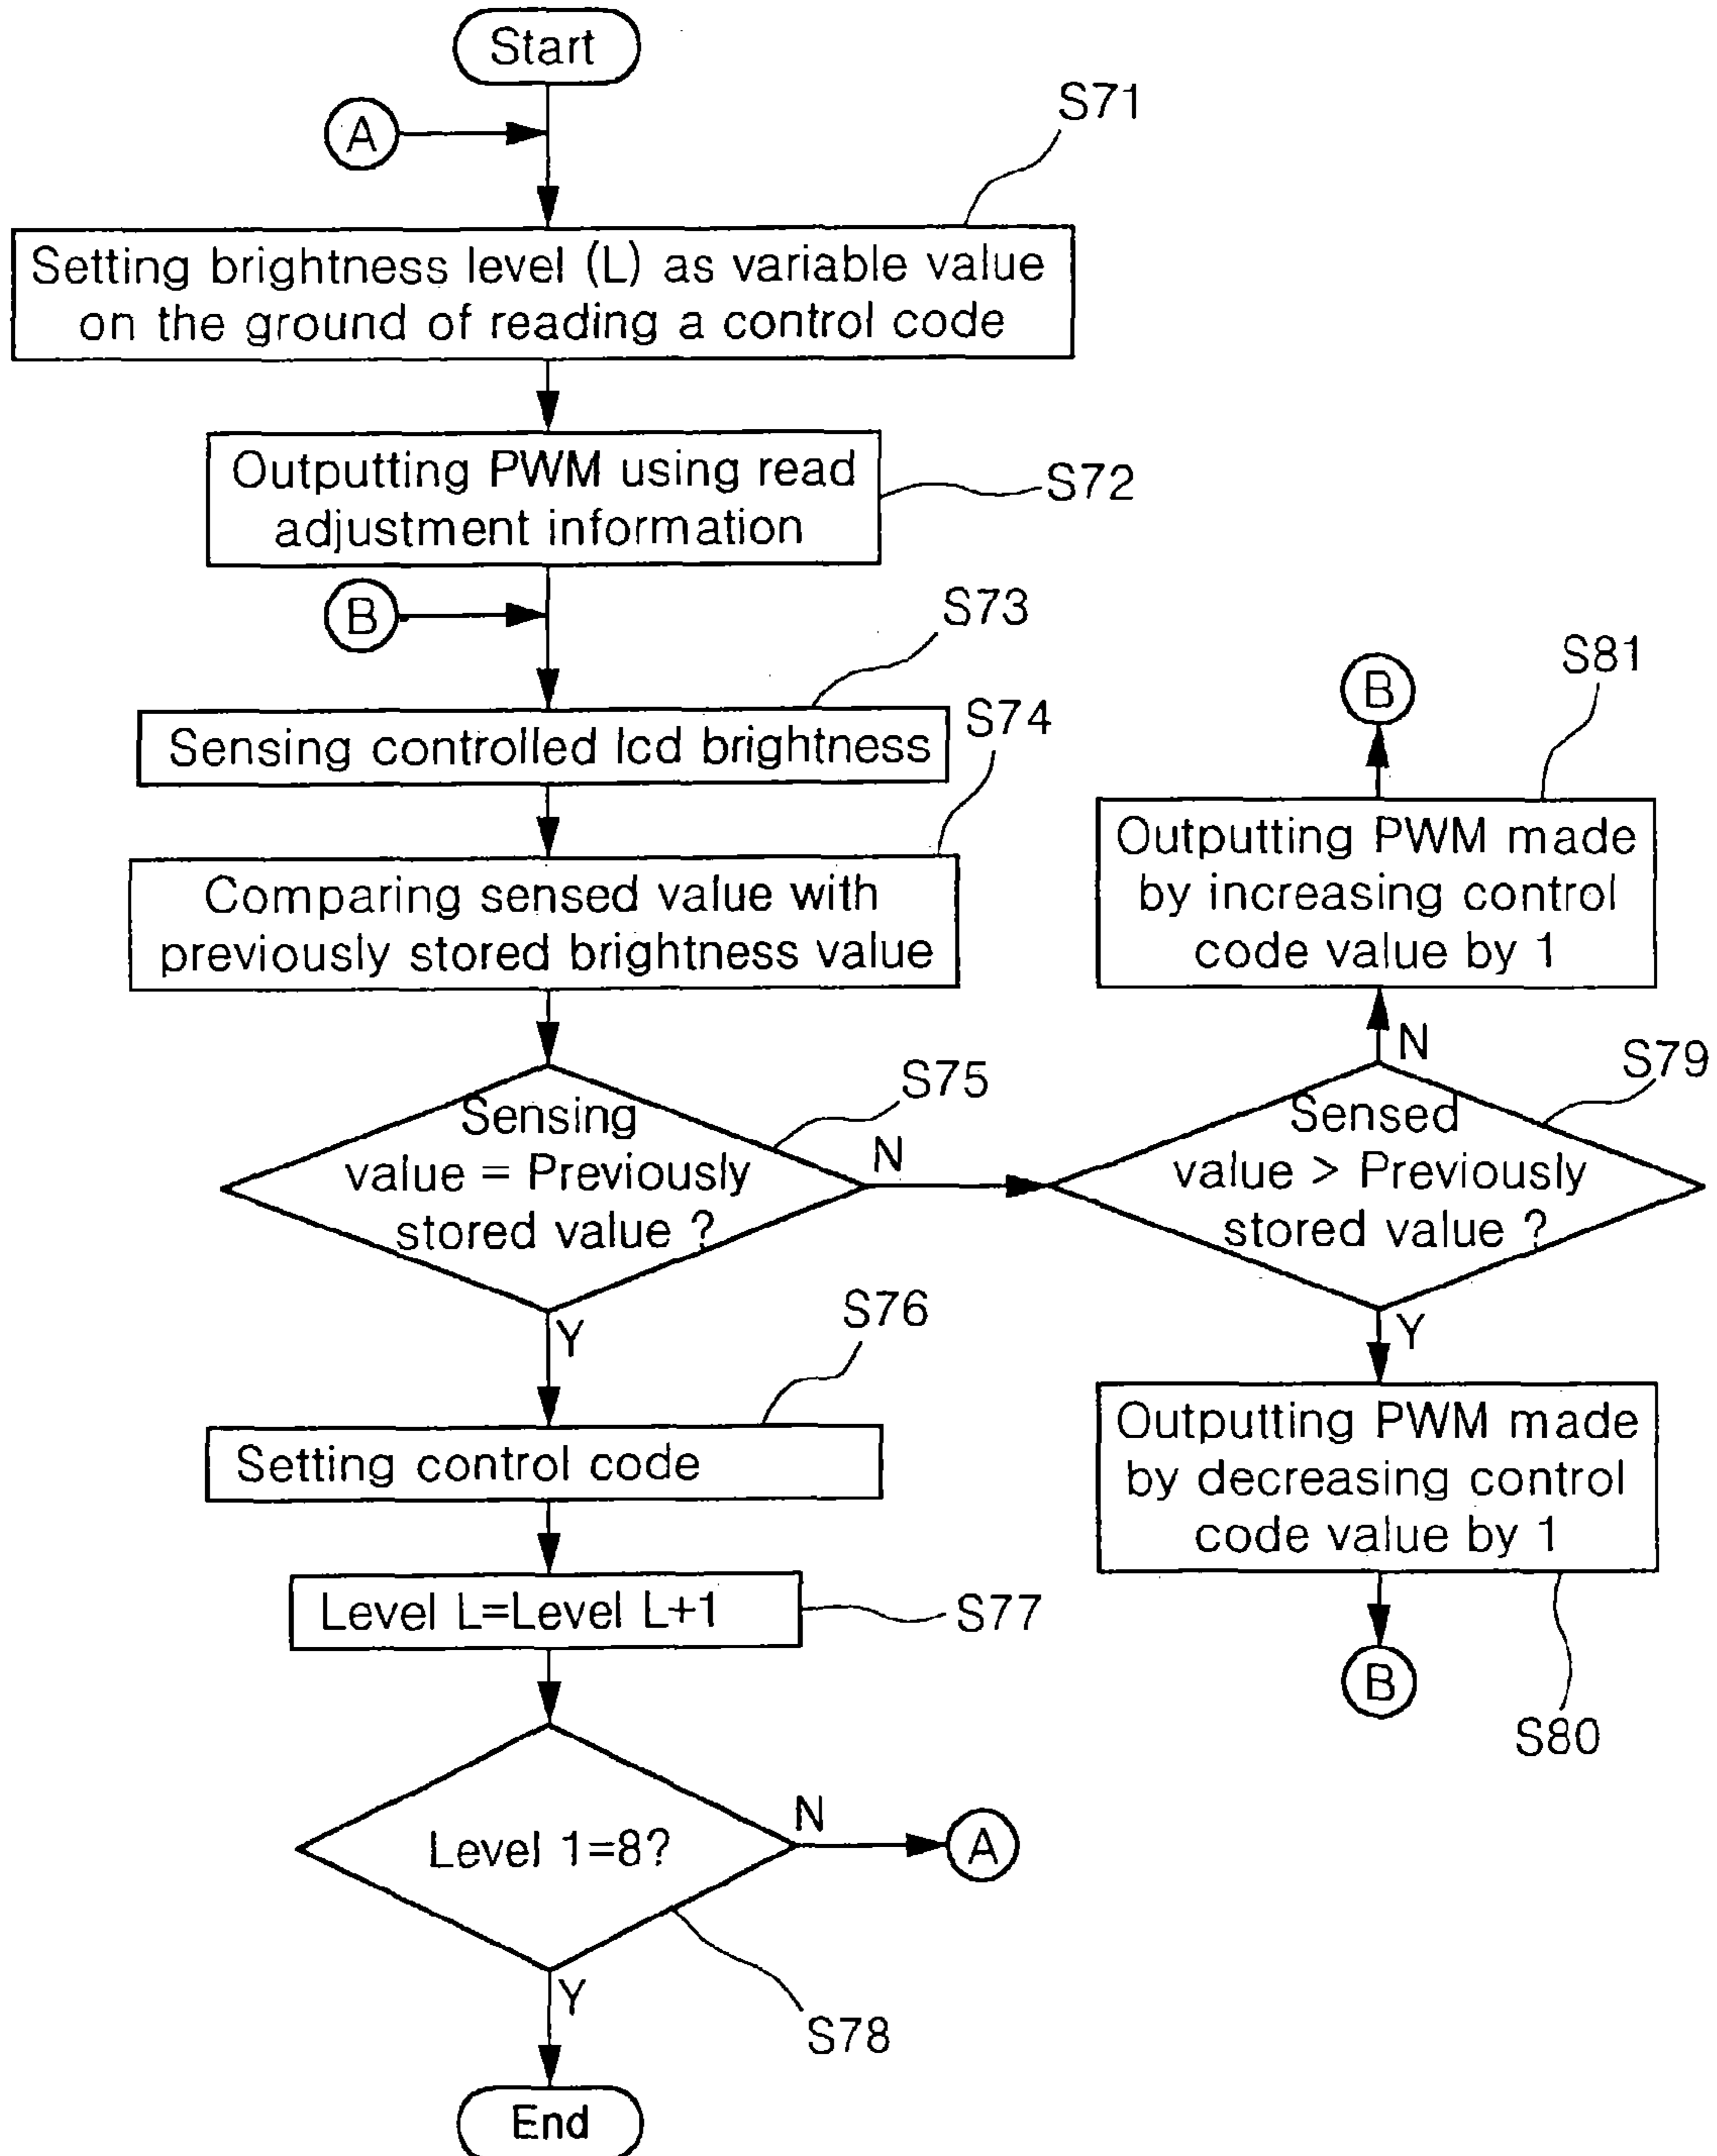 Start
A
S71
Setting brightness level (L) as variable value
on the ground of reading a control code
Outputting PWM using read
adjustment information
S72
B
S73
Sensing controlled lcd brightness
S74
Comparing sensed value with
previously stored brightness value
S75
Sensing
value = Previously
stored value ?
N
Y
S76
Setting control code
Level L=Level L+1
S77
Level 1=8?
N
A
Y
S78
End
B
S81
Outputting PWM made
by increasing control
code value by 1
N
S79
Sensed
value > Previously
stored value ?
Y
Outputting PWM made
by decreasing control
code value by 1
B
S80